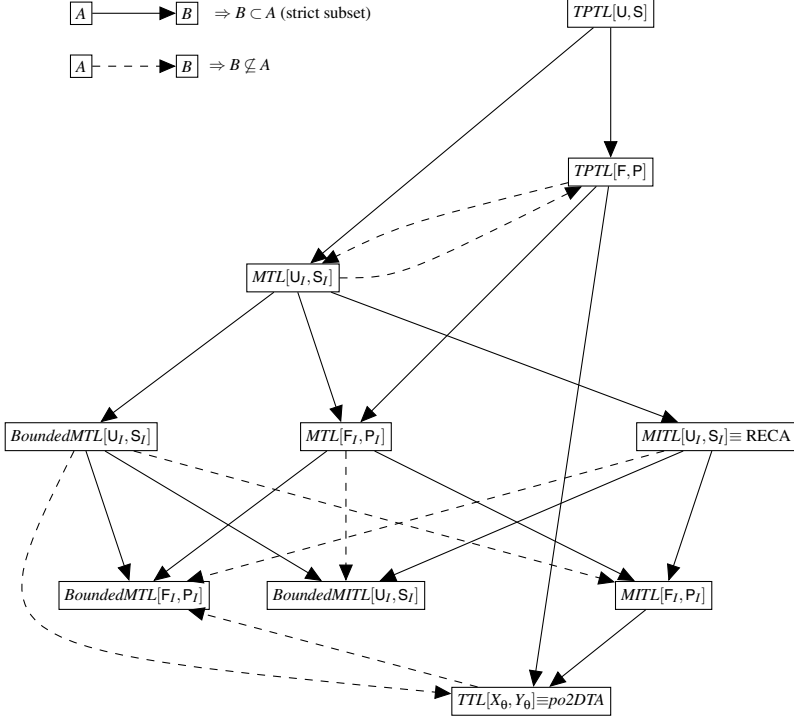 A B ⇒ B ⊂ A (strict subset)
TPTL[U,S]
A B ⇒ B ⊈ A
TPTL[F,P]
MTL[U_I,S_I]
BoundedMTL[U_I,S_I] MTL[F_I,P_I] MITL[U_I,S_I]≡ RECA
BoundedMTL[F_I,P_I] BoundedMITL[U_I,S_I] MITL[F_I,P_I]
TTL[X_θ,Y_θ]≡po2DTA